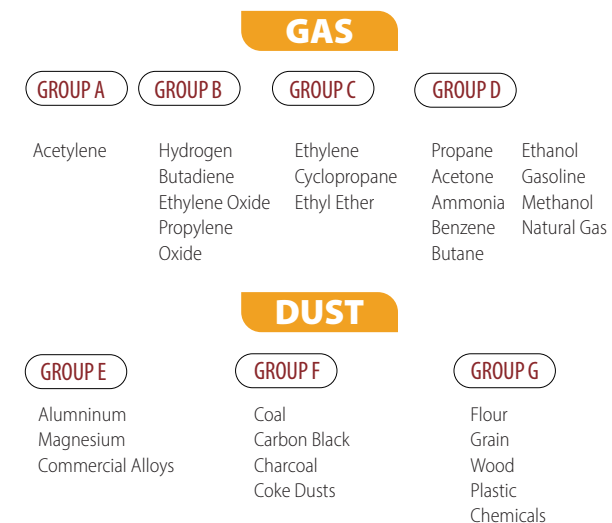 GAS
GROUP A
Acetylene
GROUP B
Hydrogen
Butadiene
Ethylene Oxide
Propylene
Oxide
GROUP C
Ethylene
Cyclopropane
Ethyl Ether
GROUP D
Propane
Acetone
Ammonia
Benzene
Butane
Ethanol
Gasoline
Methanol
Natural Gas
DUST
GROUP E
Alumninum
Magnesium
Commercial Alloys
GROUP F
Coal
Carbon Black
Charcoal
Coke Dusts
GROUP G
Flour
Grain
Wood
Plastic
Chemicals